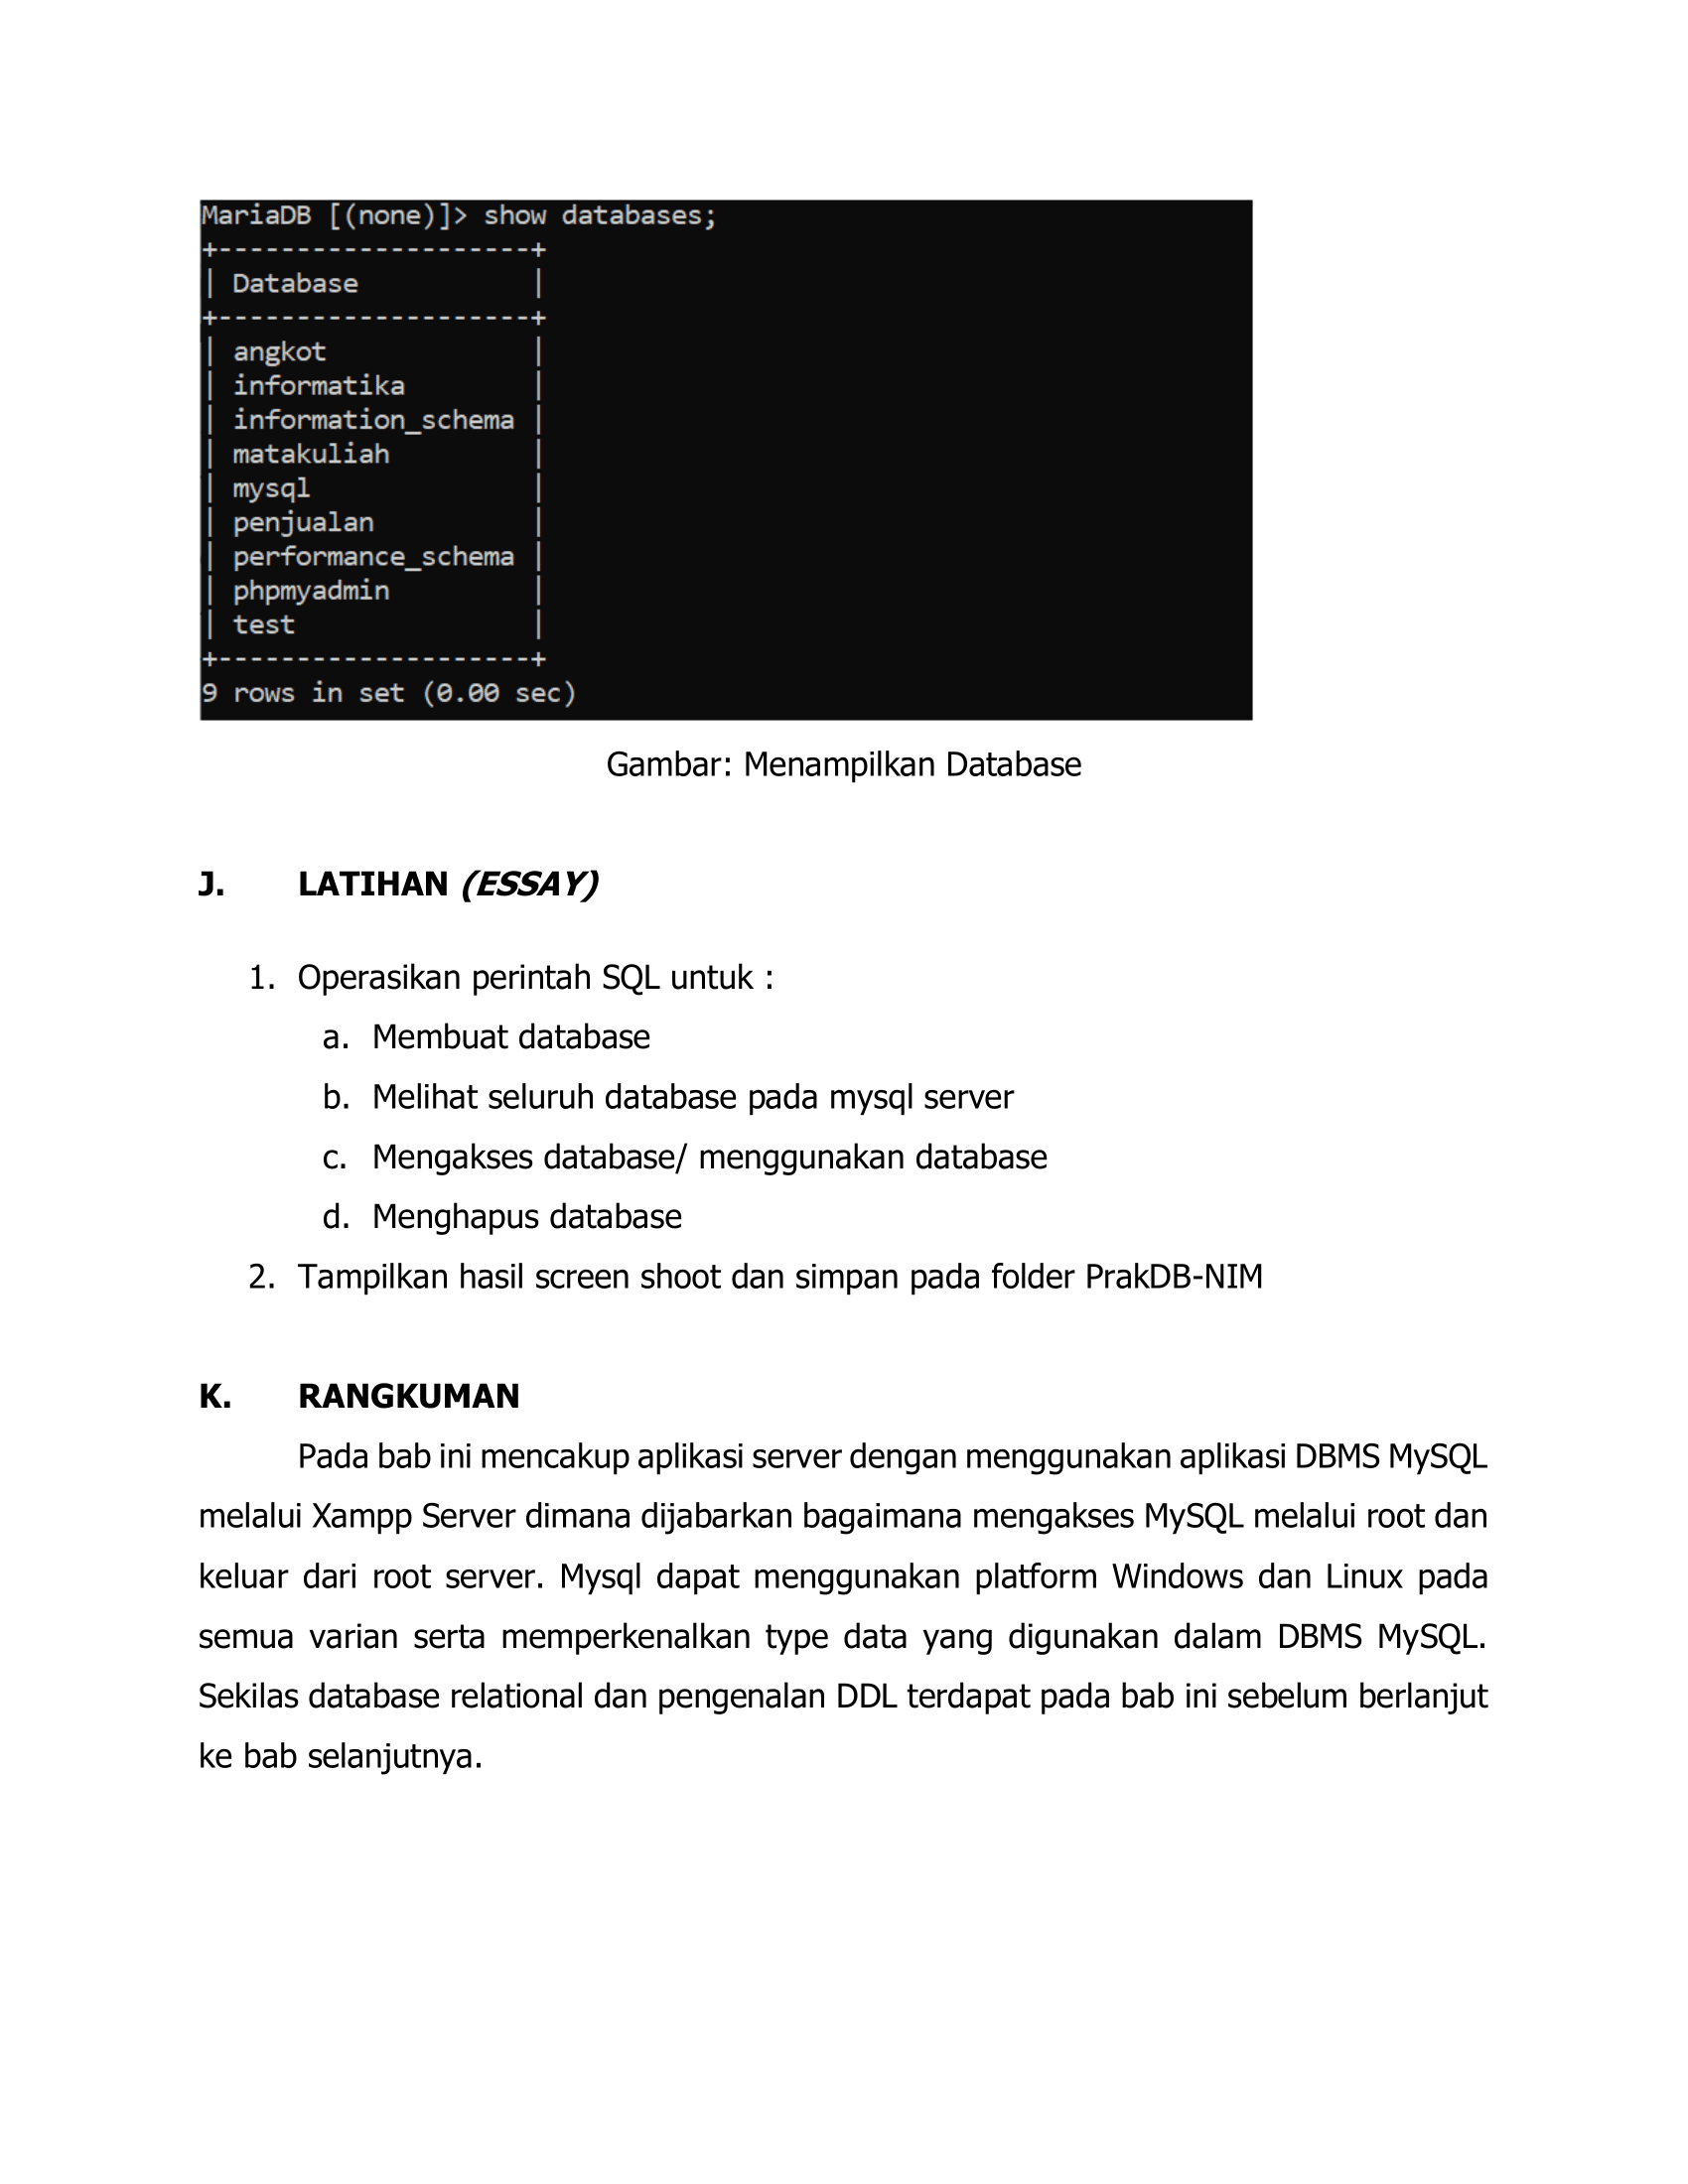 MariaDB [(none)]> show databases;
+--------------------+
| Database           |
+--------------------+
| angkot             |
| informatika        |
| information_schema |
| matakuliah         |
| mysql              |
| penjualan          |
| performance_schema |
| phpmyadmin         |
| test               |
+--------------------+
9 rows in set (0.00 sec)
Gambar: Menampilkan Database
J. LATIHAN (ESSAY)
1. Operasikan perintah SQL untuk :
a. Membuat database
b. Melihat seluruh database pada mysql server
c. Mengakses database/ menggunakan database
d. Menghapus database
2. Tampilkan hasil screen shoot dan simpan pada folder PrakDB-NIM
K. RANGKUMAN
Pada bab ini mencakup aplikasi server dengan menggunakan aplikasi DBMS MySQL
melalui Xampp Server dimana dijabarkan bagaimana mengakses MySQL melalui root dan
keluar dari root server. Mysql dapat menggunakan platform Windows dan Linux pada
semua varian serta memperkenalkan type data yang digunakan dalam DBMS MySQL.
Sekilas database relational dan pengenalan DDL terdapat pada bab ini sebelum berlanjut
ke bab selanjutnya.